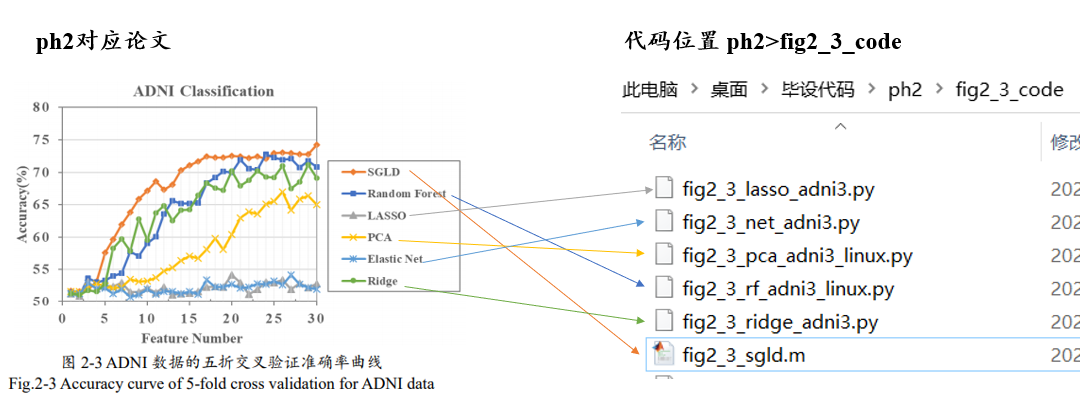 ph2对应论文
代码位置 ph2>fig2_3_code
ADNI Classification
Accuracy(%)
80
75
70
65
60
55
50
0
5
10
15
20
25
30
Feature Number
SGLD
Random Forest
LASSO
PCA
Elastic Net
Ridge
图 2-3 ADNI 数据的五折交叉验证准确率曲线
Fig.2-3 Accuracy curve of 5-fold cross validation for ADNI data
此电脑 > 桌面 > 毕设代码 > ph2 > fig2_3_code
名称 修改
fig2_3_lasso_adni3.py 202
fig2_3_net_adni3.py 202
fig2_3_pca_adni3_linux.py 202
fig2_3_rf_adni3_linux.py 202
fig2_3_ridge_adni3.py 202
fig2_3_sgld.m 202